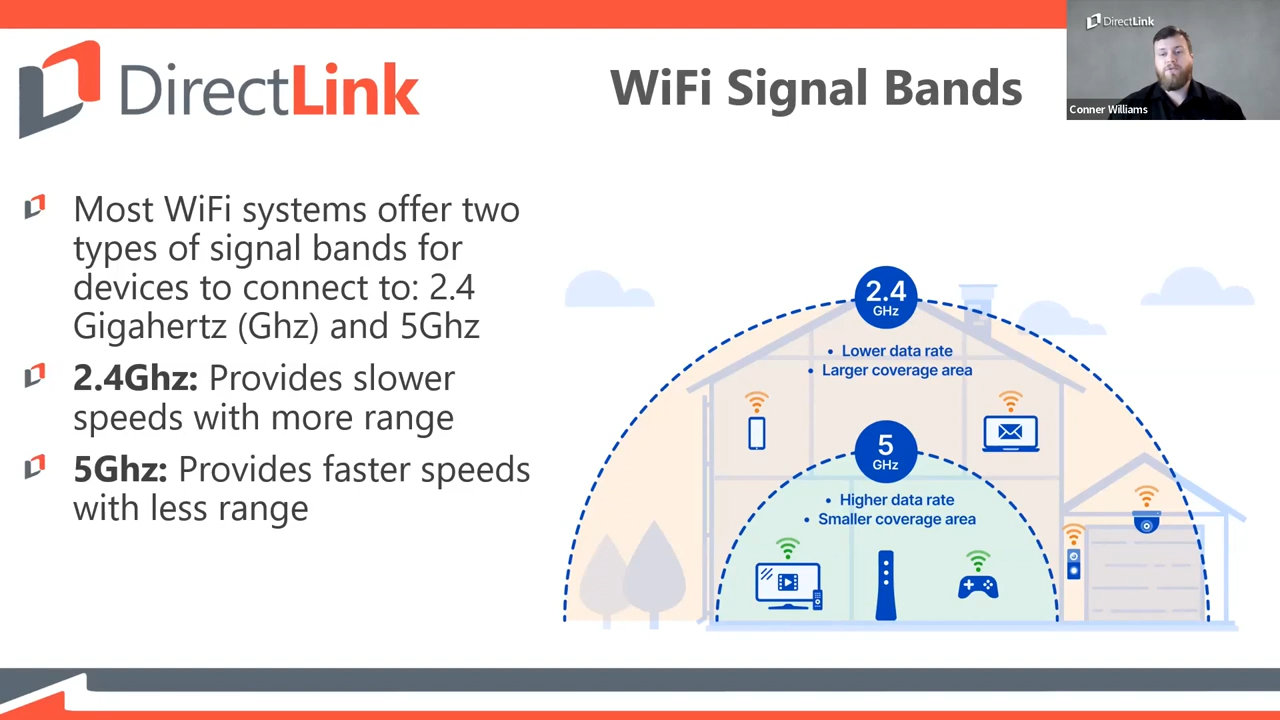 DirectLink
WiFi Signal Bands
DirectLink
Conner Williams
Most WiFi systems offer two
types of signal bands for
devices to connect to: 2.4
Gigahertz (Ghz) and 5Ghz
2.4Ghz: Provides slower
speeds with more range
5Ghz: Provides faster speeds
with less range
2.4
GHz
• Lower data rate
• Larger coverage area
5
GHz
• Higher data rate
• Smaller coverage area